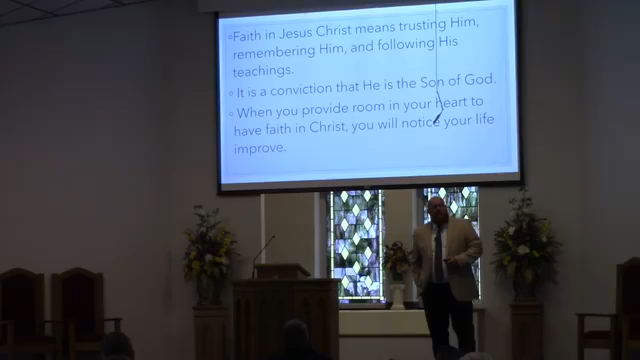 ◦Faith in Jesus Christ means trusting Him,
remembering Him, and following His
teachings.
◦ It is a conviction that He is the Son of God.
◦ When you provide room in your heart to
have faith in Christ, you will notice your life
improve.